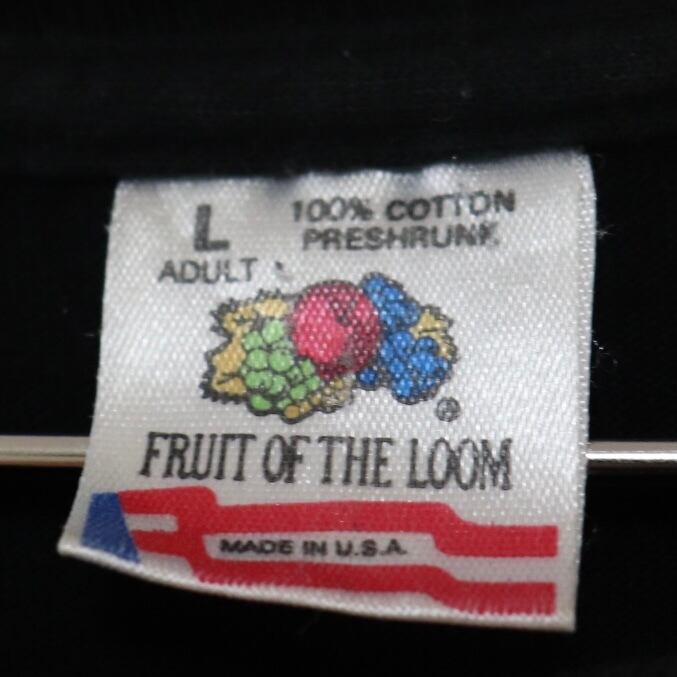 L
100% COTTON
PRESHRUNK
ADULT
®
FRUIT OF THE LOOM
MADE IN U.S.A.